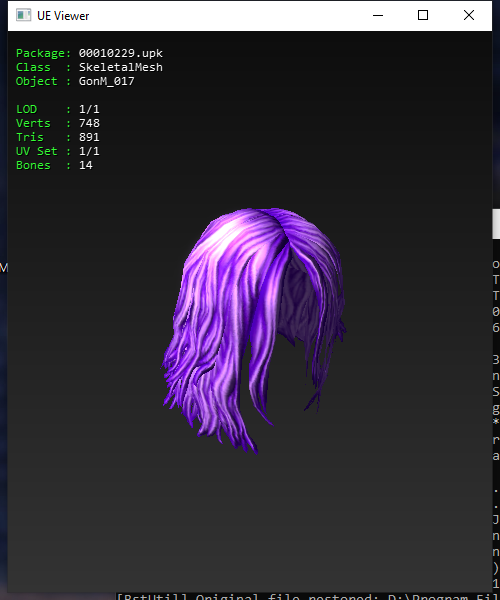 UE Viewer
Package: 00010229.upk
Class  : SkeletalMesh
Object : GonM_017
LOD    : 1/1
Verts  : 748
Tris   : 891
UV Set : 1/1
Bones  : 14
M
o
T
T
0
6
3
n
S
g
*
r
a
.
.
J
n
n
)
1
[BstUtil] Original file restored: D:\Program Fil